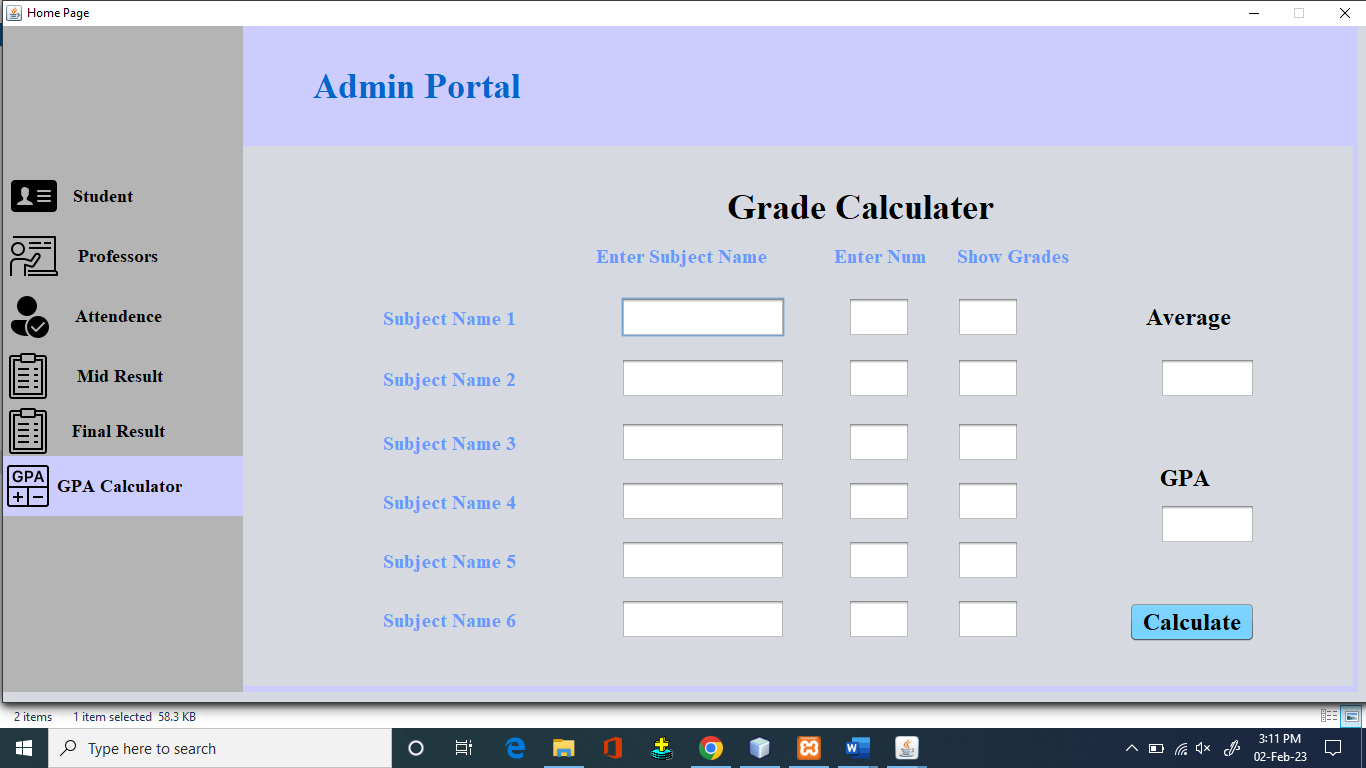 Home Page
Admin Portal
Student
Professors
Attendence
Mid Result
Final Result
GPA
GPA Calculator
Grade Calculater
Enter Subject Name Enter Num Show Grades
Subject Name 1
Average
Subject Name 2
Subject Name 3
GPA
Subject Name 4
Subject Name 5
Subject Name 6
Calculate
2 items 1 item selected 58.3 KB
Type here to search
3:11 PM
02-Feb-23